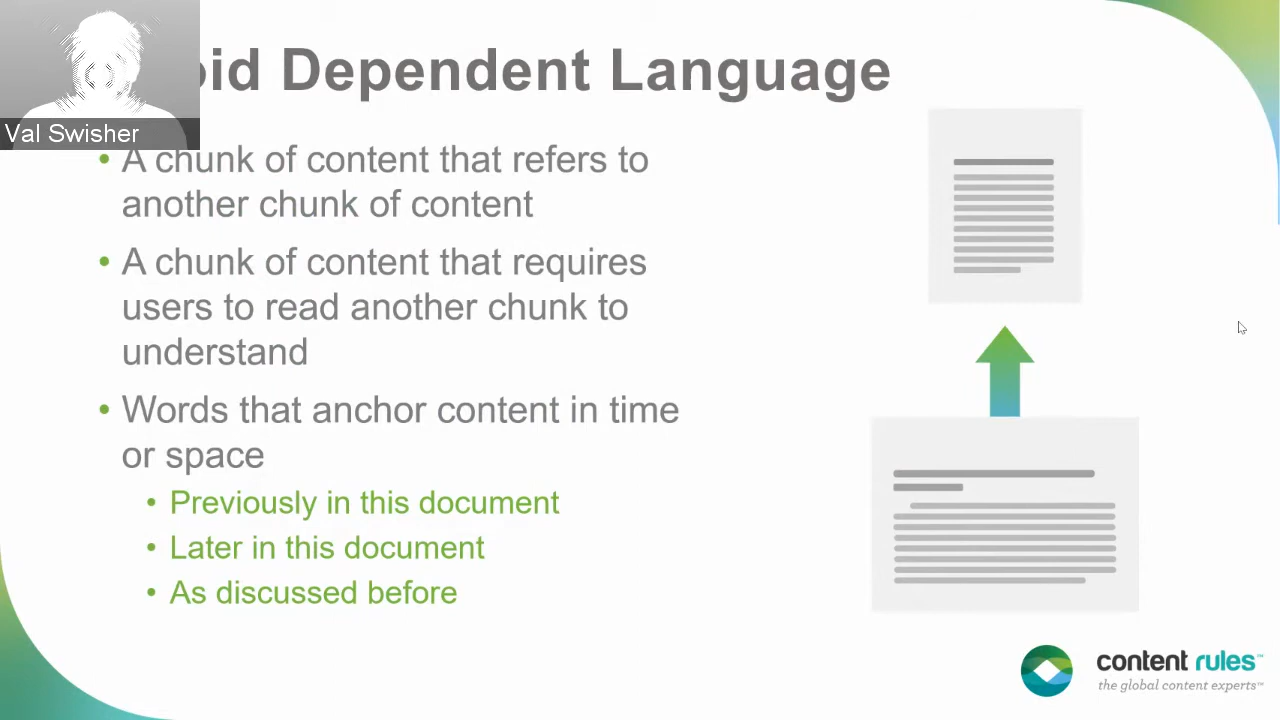 oid Dependent Language
Val Swisher
• A chunk of content that refers to
another chunk of content
• A chunk of content that requires
users to read another chunk to
understand
• Words that anchor content in time
or space
• Previously in this document
• Later in this document
• As discussed before
content rules™
the global content experts™